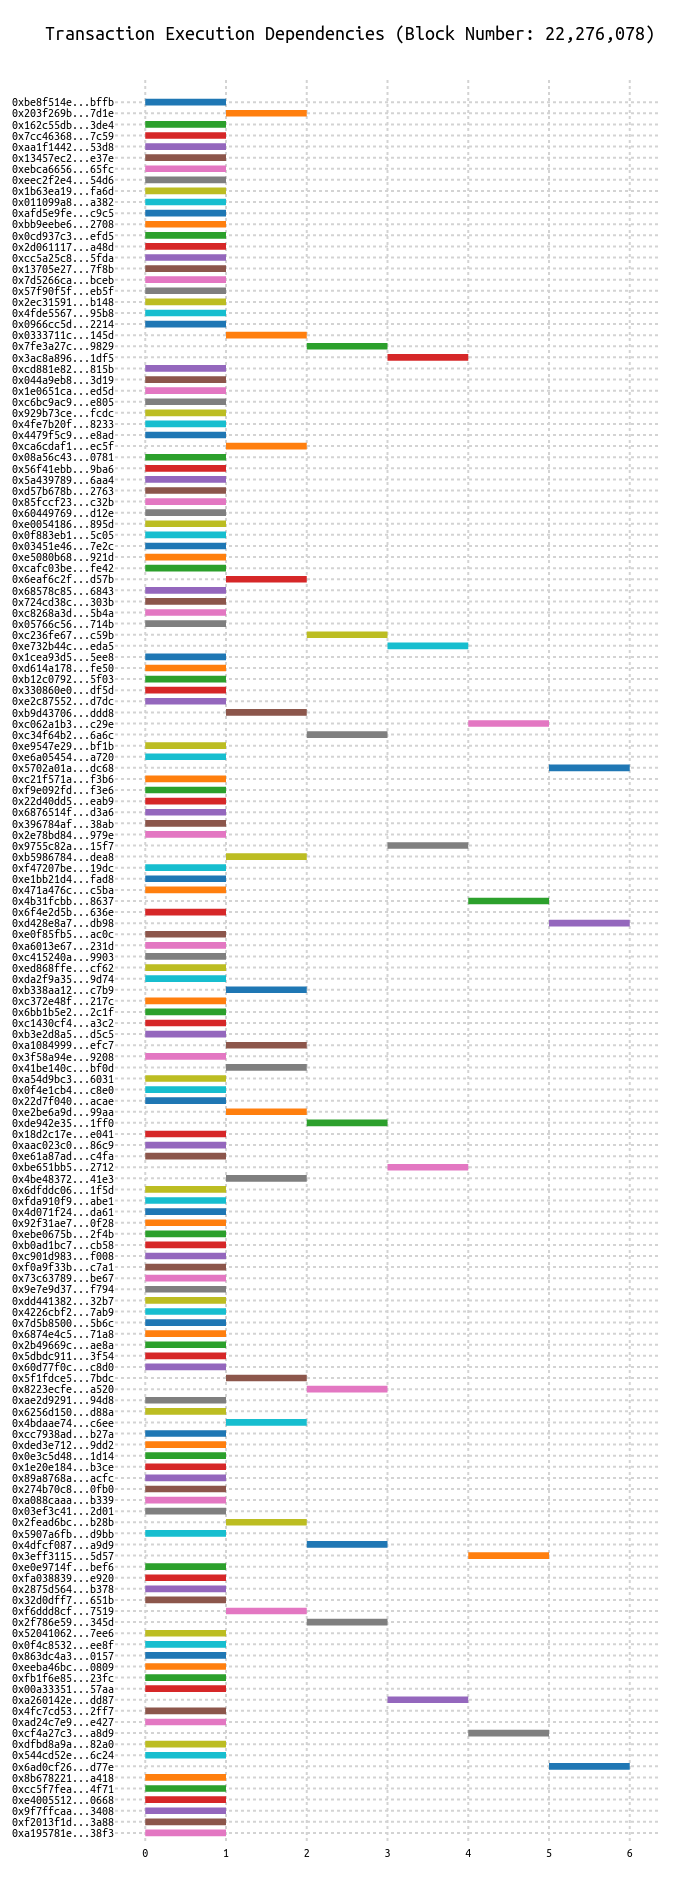 Transaction Execution Dependencies (Block Number: 22,276,078)
0xbe8f514e...bffb
0x203f269b...7d1e
0x162c55db...3de4
0x7cc46368...7c59
0xaa1f1442...53d8
0x13457ec2...e37e
0xebca6656...65fc
0xeec2f2e4...54d6
0x1b63ea19...fa6d
0x011099a8...a382
0xafd5e9fe...c9c5
0xbb9eebe6...2708
0x0cd937c3...efd5
0x2d061117...a48d
0xcc5a25c8...5fda
0x13705e27...7f8b
0x7d5266ca...bceb
0x57f90f5f...eb5f
0x2ec31591...b148
0x4fde5567...95b8
0x0966cc5d...2214
0x0333711c...145d
0x7fe3a27c...9829
0x3ac8a896...1df5
0xcd881e82...815b
0x044a9eb8...3d19
0x1e0651ca...ed5d
0xc6bc9ac9...e805
0x929b73ce...fcdc
0x4fe7b20f...8233
0x4479f5c9...e8ad
0xca6cdaf1...ec5f
0x08a56c43...0781
0x56f41ebb...9ba6
0x5a439789...6aa4
0xd57b678b...2763
0x85fccf23...c32b
0x60449769...d12e
0xe0054186...895d
0x0f883eb1...5c05
0x03451e46...7e2c
0xe5080b68...921d
0xcafc03be...fe42
0x6eaf6c2f...d57b
0x68578c85...6843
0x724cd38c...303b
0xc8268a3d...5b4a
0x05766c56...714b
0xc236fe67...c59b
0xe732b44c...eda5
0x1cea93d5...5ee8
0xd614a178...fe50
0xb12c0792...5f03
0x330860e0...df5d
0xe2c87552...d7dc
0xb9d43706...ddd8
0xc062a1b3...c29e
0xc34f64b2...6a6c
0xe9547e29...bf1b
0xe6a05454...a720
0x5702a01a...dc68
0xc21f571a...f3b6
0xf9e092fd...f3e6
0x22d40dd5...eab9
0x6876514f...d3a6
0x396784af...38ab
0x2e78bd84...979e
0x9755c82a...15f7
0xb5986784...dea8
0xf47207be...19dc
0xe1bb21d4...fad8
0x471a476c...c5ba
0x4b31fcbb...8637
0x6f4e2d5b...636e
0xd428e8a7...db98
0xe0f85fb5...ac0c
0xa6013e67...231d
0xc415240a...9903
0xed868ffe...cf62
0xda2f9a35...9d74
0xb338aa12...c7b9
0xc372e48f...217c
0x6bb1b5e2...2c1f
0xc1430cf4...a3c2
0xb3e2d8a5...d5c5
0xa1084999...efc7
0x3f58a94e...9208
0x41be140c...bf0d
0xa54d9bc3...6031
0x0f4e1cb4...c8e0
0x22d7f040...acae
0xe2be6a9d...99aa
0xde942e35...1ff0
0x18d2c17e...e041
0xaac023c0...86c9
0xe61a87ad...c4fa
0xbe651bb5...2712
0x4be48372...41e3
0x6dfddc06...1f5d
0xfda910f9...abe1
0x4d071f24...da61
0x92f31ae7...0f28
0xebe0675b...2f4b
0xb0ad1bc7...cb58
0xc901d983...f008
0xf0a9f33b...c7a1
0x73c63789...be67
0x9e7e9d37...f794
0xdd441382...32b7
0x4226cbf2...7ab9
0x7d5b8500...5b6c
0x6874e4c5...71a8
0x2b49669c...ae8a
0x5dbdc911...3f54
0x60d77f0c...c8d0
0x5f1fdce5...7bdc
0x8223ecfe...a520
0xae2d9291...94d8
0x6256d150...d88a
0x4bdaae74...c6ee
0xcc7938ad...b27a
0xded3e712...9dd2
0x0e3c5d48...1d14
0x1e20e184...b3ce
0x89a8768a...acfc
0x274b70c8...0fb0
0xa088caaa...b339
0x03ef3c41...2d01
0x2fead6bc...b28b
0x5907a6fb...d9bb
0x4dfcf087...a9d9
0x3eff3115...5d57
0xe0e9714f...bef6
0xfa038839...e920
0x2875d564...b378
0x32d0dff7...651b
0xf6ddd8cf...7519
0x2f786e59...345d
0x52041062...7ee6
0x0f4c8532...ee8f
0x863dc4a3...0157
0xeeba46bc...0809
0xfb1f6e85...23fc
0x00a33351...57aa
0xa260142e...dd87
0x4fc7cd53...2ff7
0xad24c7e9...e427
0xcf4a27c3...a8d9
0xdfbd8a9a...82a0
0x544cd52e...6c24
0x6ad0cf26...d77e
0x8b678221...a418
0xcc5f7fea...4f71
0xe4005512...0668
0x9f7ffcaa...3408
0xf2013f1d...3a88
0xa195781e...38f3
0 1 2 3 4 5 6